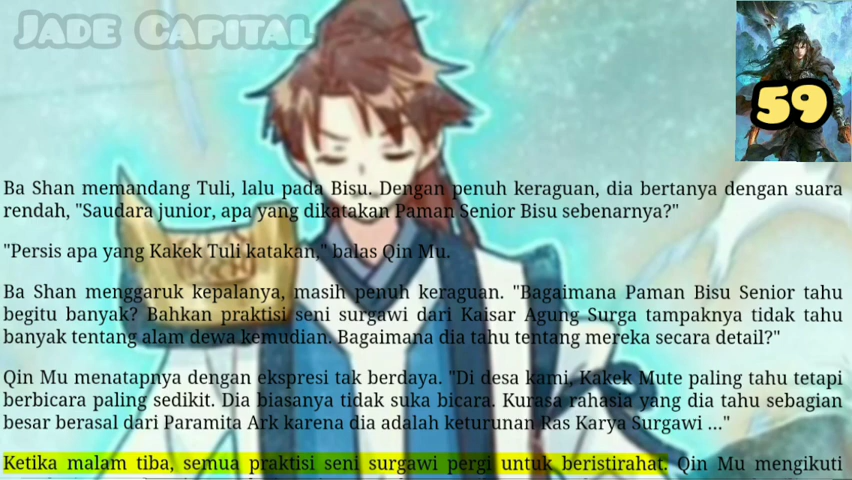 JADE CAPITAL
59
Ba Shan memandang Tuli, lalu pada Bisu. Dengan penuh keraguan, dia bertanya dengan suara
rendah, "Saudara junior, apa yang dikatakan Paman Senior Bisu sebenarnya?"
"Persis apa yang Kakek Tuli katakan," balas Qin Mu.
Ba Shan menggaruk kepalanya, masih penuh keraguan. "Bagaimana Paman Bisu Senior tahu
begitu banyak? Bahkan praktisi seni surgawi dari Kaisar Agung Surga tampaknya tidak tahu
banyak tentang alam dewa kemudian. Bagaimana dia tahu tentang mereka secara detail?"
Qin Mu menatapnya dengan ekspresi tak berdaya. "Di desa kami, Kakek Mute paling tahu tetapi
berbicara paling sedikit. Dia biasanya tidak suka bicara. Kurasa rahasia yang dia tahu sebagian
besar berasal dari Paramita Ark karena dia adalah keturunan Ras Karya Surgawi ..."
Ketika malam tiba, semua praktisi seni surgawi pergi untuk beristirahat. Qin Mu mengikuti